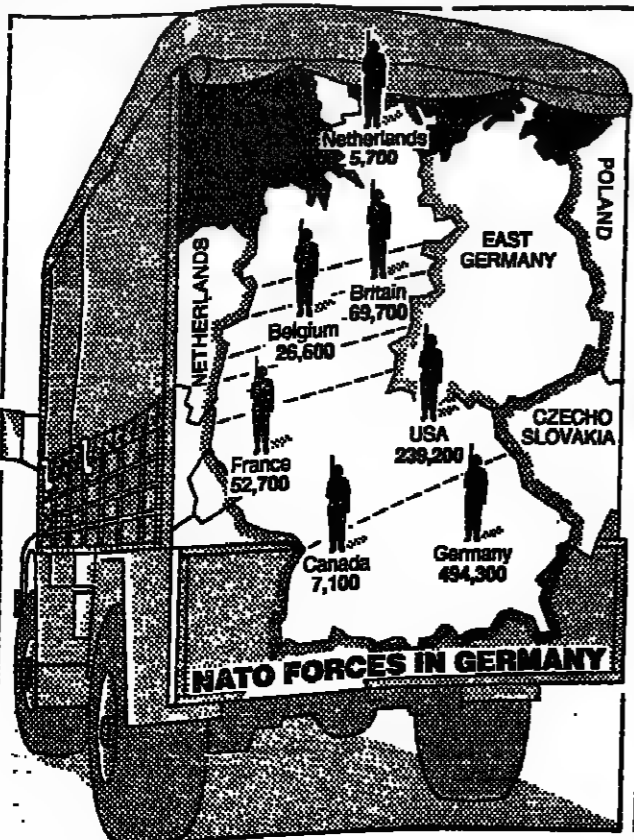 Netherlands
5,700
POLAND
EAST
GERMANY
NETHERLANDS
Britain
69,700
Belgium
26,600
USA
239,200
CZECHO
SLOVAKIA
France
52,700
Canada
7,100
Germany
494,300
NATO FORCES IN GERMANY